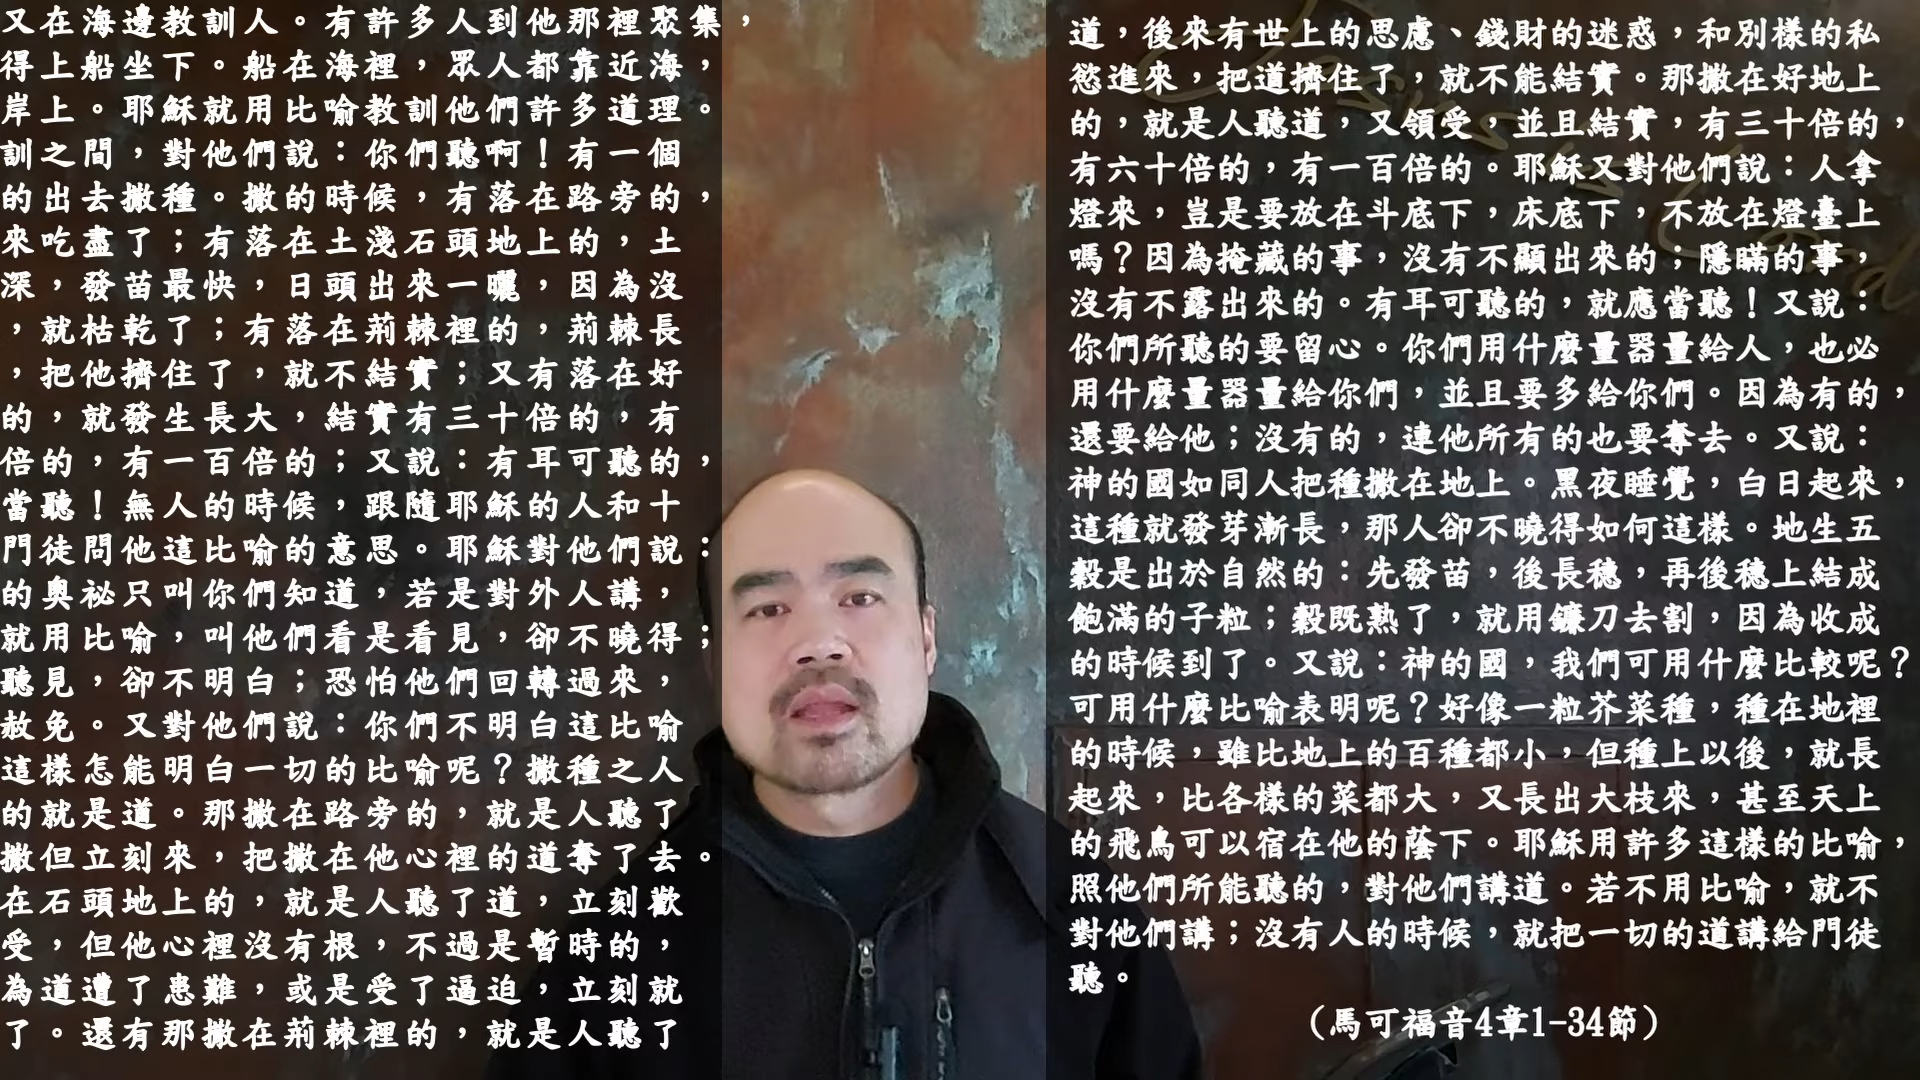 又在海邊教訓人。有許多人到他那裡聚集，
得上船坐下。船在海裡，眾人都靠近海，
岸上。耶穌就用比喻教訓他們許多道理。
訓之間，對他們說：你們聽啊！有一個
的出去撒種。撒的時候，有落在路旁的，
來吃盡了；有落在土淺石頭地上的，土
深，發苗最快，日頭出來一曬，因為沒
，就枯乾了；有落在荊棘裡的，荊棘長
，把他擠住了，就不結實；又有落在好
的，就發生長大，結實有三十倍的，有
倍的，有一百倍的；又說：有耳可聽的，
當聽！無人的時候，跟隨耶穌的人和十
門徒問他這比喻的意思。耶穌對他們說：
的奧祕只叫你們知道，若是對外人講，
就用比喻，叫他們看是看見，卻不曉得；
聽見，卻不明白；恐怕他們回轉過來，
赦免。又對他們說：你們不明白這比喻
這樣怎能明白一切的比喻呢？撒種之人
的就是道。那撒在路旁的，就是人聽了
撒但立刻來，把撒在他心裡的道奪了去。
在石頭地上的，就是人聽了道，立刻歡
受，但他心裡沒有根，不過是暫時的，
為道遭了患難，或是受了逼迫，立刻就
了。還有那撒在荊棘裡的，就是人聽了
道，後來有世上的思慮、錢財的迷惑，和別樣的私
慾進來，把道擠住了，就不能結實。那撒在好地上
的，就是人聽道，又領受，並且結實，有三十倍的，
有六十倍的，有一百倍的。耶穌又對他們說：人拿
燈來，豈是要放在斗底下，床底下，不放在燈臺上
嗎？因為掩藏的事，沒有不顯出來的；隱瞞的事，
沒有不露出來的。有耳可聽的，就應當聽！又說：
你們所聽的要留心。你們用什麼量器量給人，也必
用什麼量器量給你們，並且要多給你們。因為有的，
還要給他；沒有的，連他所有的也要奪去。又說：
神的國如同人把種撒在地上。黑夜睡覺，白日起來，
這種就發芽漸長，那人卻不曉得如何這樣。地生五
穀是出於自然的：先發苗，後長穗，再後穗上結成
飽滿的子粒；穀既熟了，就用鐮刀去割，因為收成
的時候到了。又說：神的國，我們可用什麼比較呢？
可用什麼比喻表明呢？好像一粒芥菜種，種在地裡
的時候，雖比地上的百種都小，但種上以後，就長
起來，比各樣的菜都大，又長出大枝來，甚至天上
的飛鳥可以宿在他的蔭下。耶穌用許多這樣的比喻，
照他們所能聽的，對他們講道。若不用比喻，就不
對他們講；沒有人的時候，就把一切的道講給門徒
聽。
（馬可福音4章1-34節）